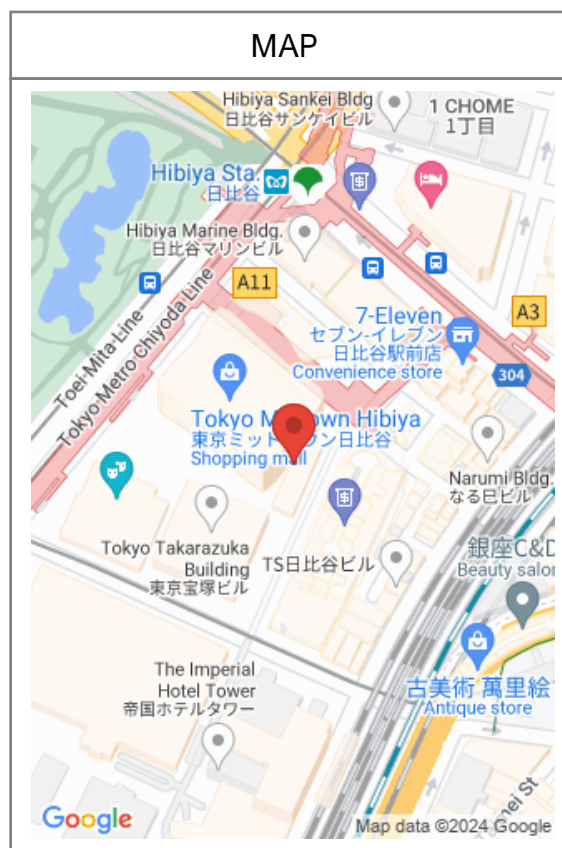 MAP
Hibiya Sankei Bldg
日比谷サンケイビル
1 CHOME
1丁目
Hibiya Sta.
日比谷
Hibiya Marine Bldg.
日比谷マリンビル
A11
A3
7-Eleven
セブン-イレブン
日比谷駅前店
Convenience store
304
Toei Mita Line
Tokyo Metro Chiyoda Line
Tokyo M town Hibiya
東京ミッド ウン日比谷
Shopping mall
Narumi Bldg.
なる巳ビル
Tokyo Takarazuka
Building
東京宝塚ビル
TS日比谷ビル
銀座C&D
Beauty salon
The Imperial
Hotel Tower
帝国ホテルタワー
古美術 萬里絵
Antique store
mei St
Google
Map data ©2024 Google